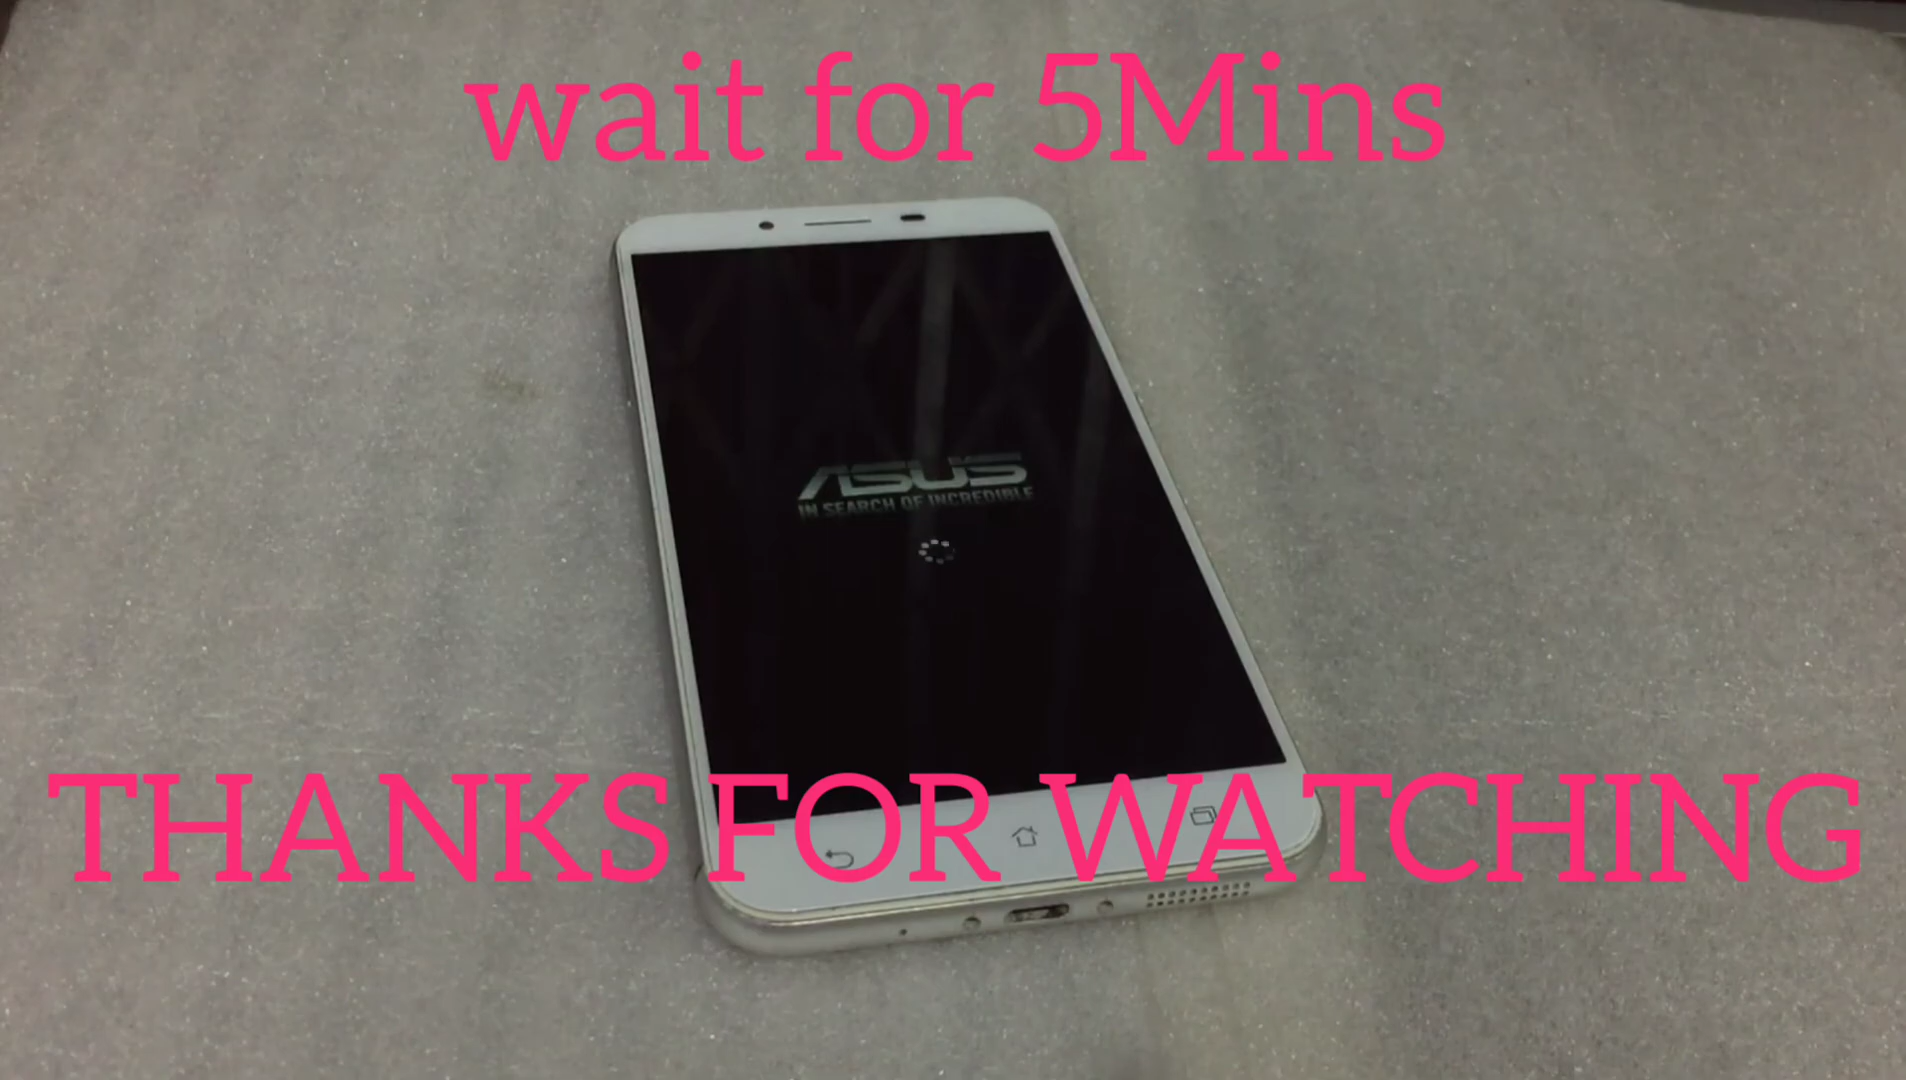 wait for 5Mins
ASUS
IN SEARCH OF INCREDIBLE
THANKS FOR WATCHING